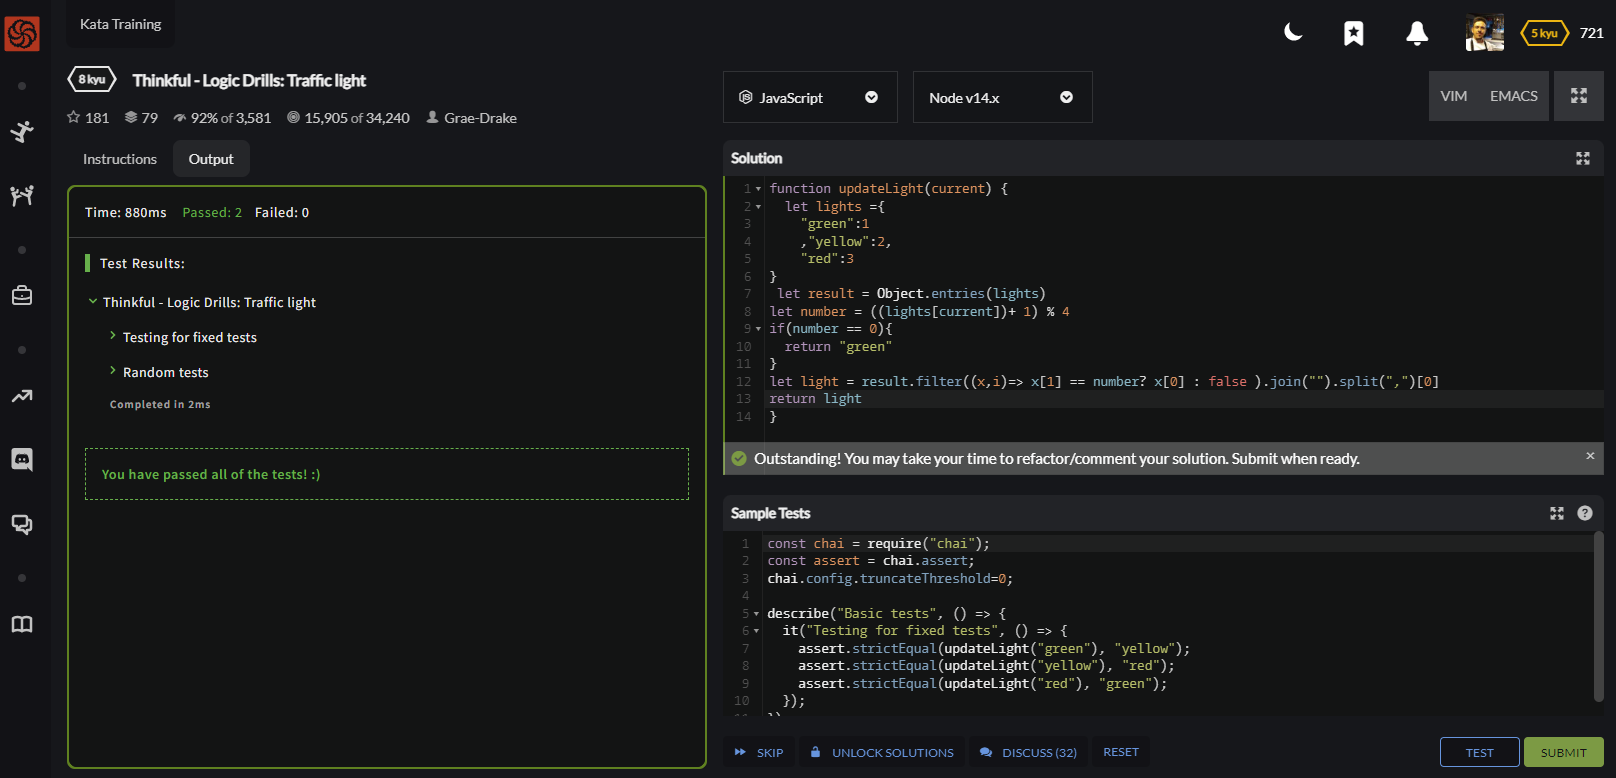 Kata Training
5 kyu
721
8 kyu
Thinkful - Logic Drills: Traffic light
181
79
92% of 3,581
15,905 of 34,240
Grae-Drake
Instructions
Output
Time: 880ms Passed: 2 Failed: 0
Test Results:
Thinkful - Logic Drills: Traffic light
Testing for fixed tests
Random tests
Completed in 2ms
You have passed all of the tests! :)
JavaScript
Node v14.x
VIM
EMACS
Solution
1 function updateLight(current) {
2 let lights ={
3 "green":1
4 ,"yellow":2,
5 "red":3
6 }
7 let result = Object.entries(lights)
8 let number = ((lights[current])+ 1) % 4
9 if(number == 0){
10 return "green"
11 }
12 let light = result.filter((x,i)=> x[1] == number? x[0] : false ).join("").split(",")[0]
13 return light
14 }
Outstanding! You may take your time to refactor/comment your solution. Submit when ready.
Sample Tests
1 const chai = require("chai");
2 const assert = chai.assert;
3 chai.config.truncateThreshold=0;
4
5 describe("Basic tests", () => {
6 it("Testing for fixed tests", () => {
7 assert.strictEqual(updateLight("green"), "yellow");
8 assert.strictEqual(updateLight("yellow"), "red");
9 assert.strictEqual(updateLight("red"), "green");
10 });
SKIP
UNLOCK SOLUTIONS
DISCUSS (32)
RESET
TEST
SUBMIT